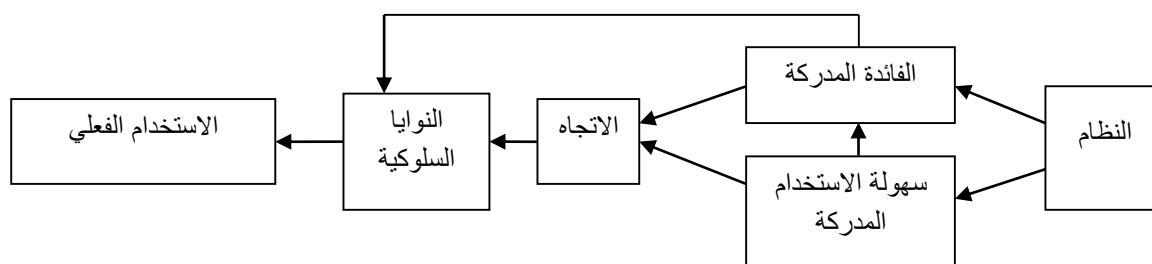 النظام
الفائدة المدركة
سهولة الاستخدام
المدركة
الاتجاه
النوايا
السلوكية
الاستخدام الفعلي